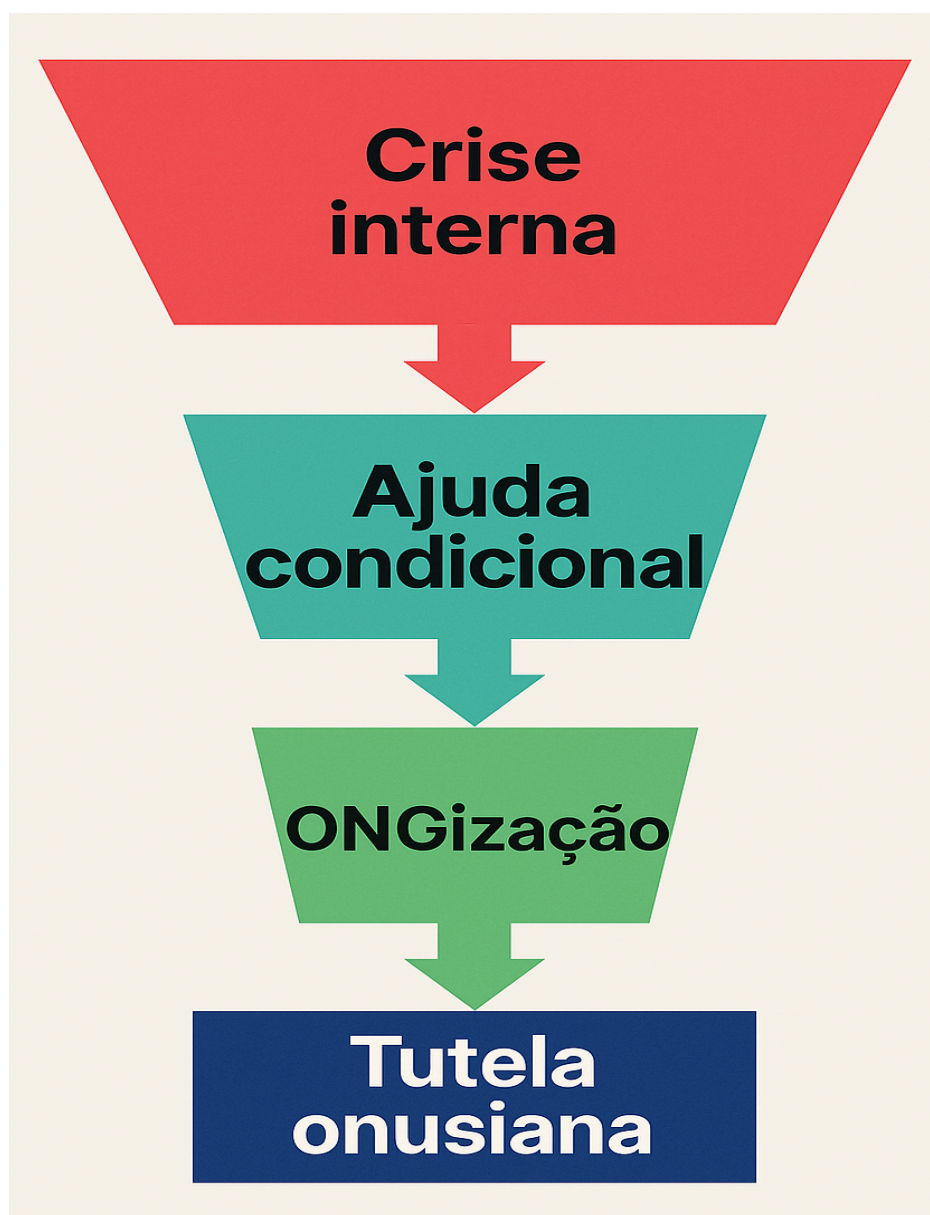 Crise
interna
Ajuda
condicional
ONGização
Tutela
onusiana